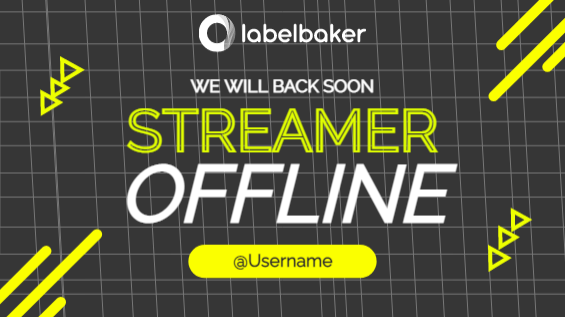 labelbaker
WE WILL BACK SOON
STREAMER
OFFLINE
@Username